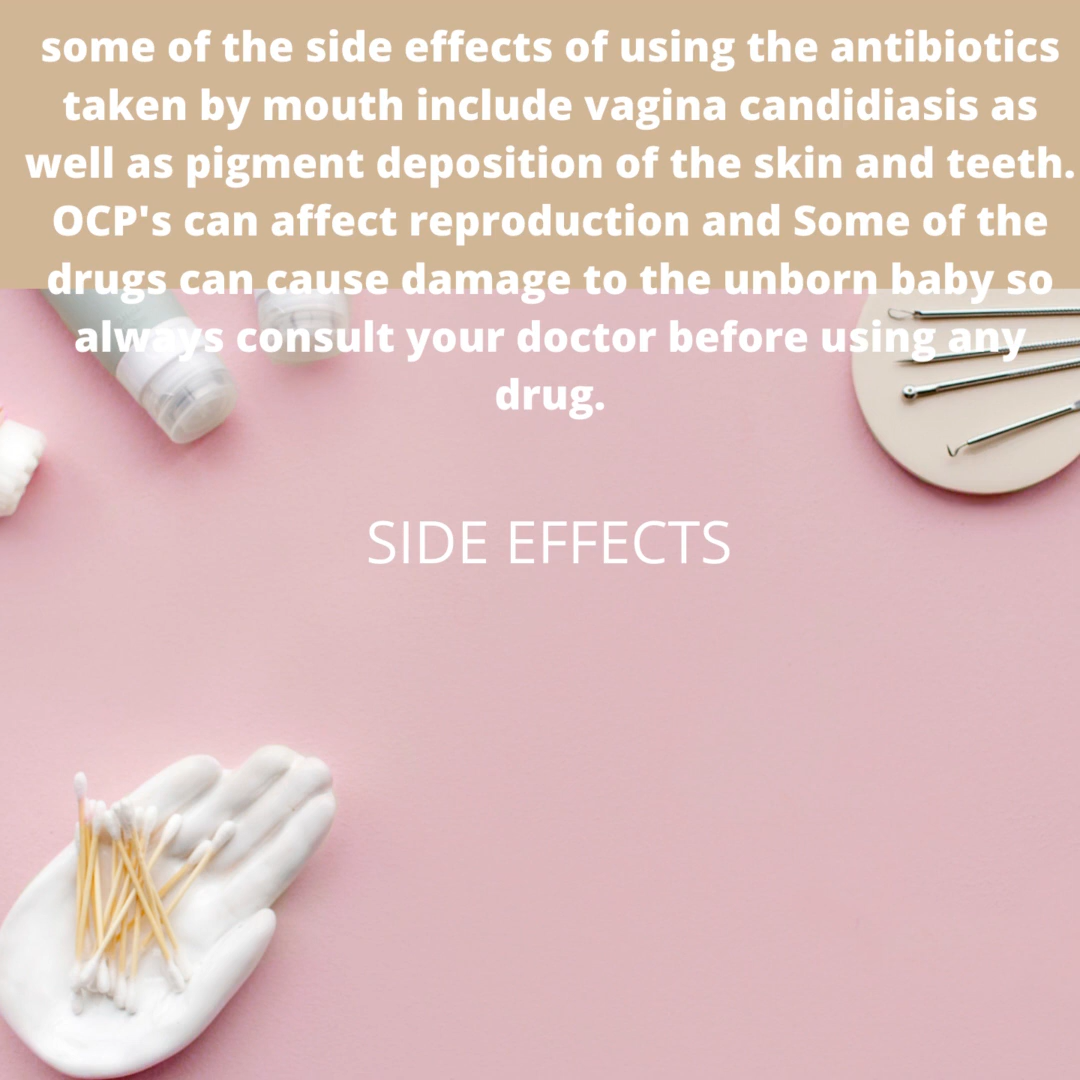 some of the side effects of using the antibiotics
taken by mouth include vagina candidiasis as
well as pigment deposition of the skin and teeth.
OCP's can affect reproduction and Some of the
drugs can cause damage to the unborn baby so
always consult your doctor before using any
drug.
SIDE EFFECTS